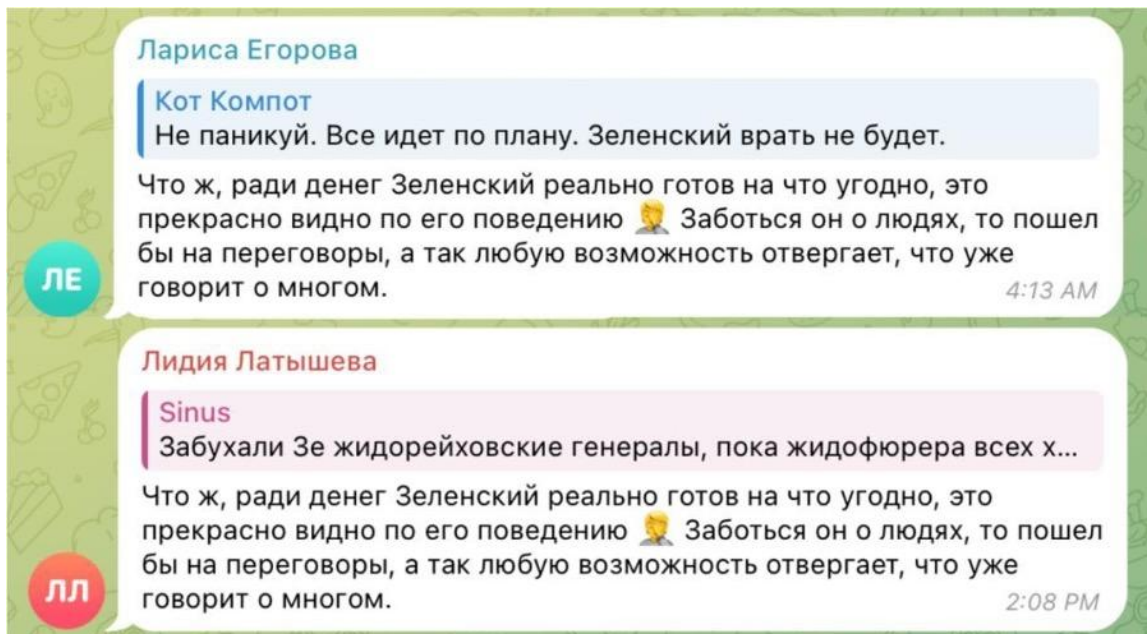 Лариса Егорова
Кот Компот
Не паникуй. Все идет по плану. Зеленский врать не будет.
Что ж, ради денег Зеленский реально готов на что угодно, это
прекрасно видно по его поведению 🤦 Заботься он о людях, то пошел
бы на переговоры, а так любую возможность отвергает, что уже
говорит о многом.
4:13 AM
ЛЕ
Лидия Латышева
Sinus
Забухали Зе жидорейховские генералы, пока жидофюрера всех х...
Что ж, ради денег Зеленский реально готов на что угодно, это
прекрасно видно по его поведению 🤦 Заботься он о людях, то пошел
бы на переговоры, а так любую возможность отвергает, что уже
говорит о многом.
2:08 PM
ЛЛ